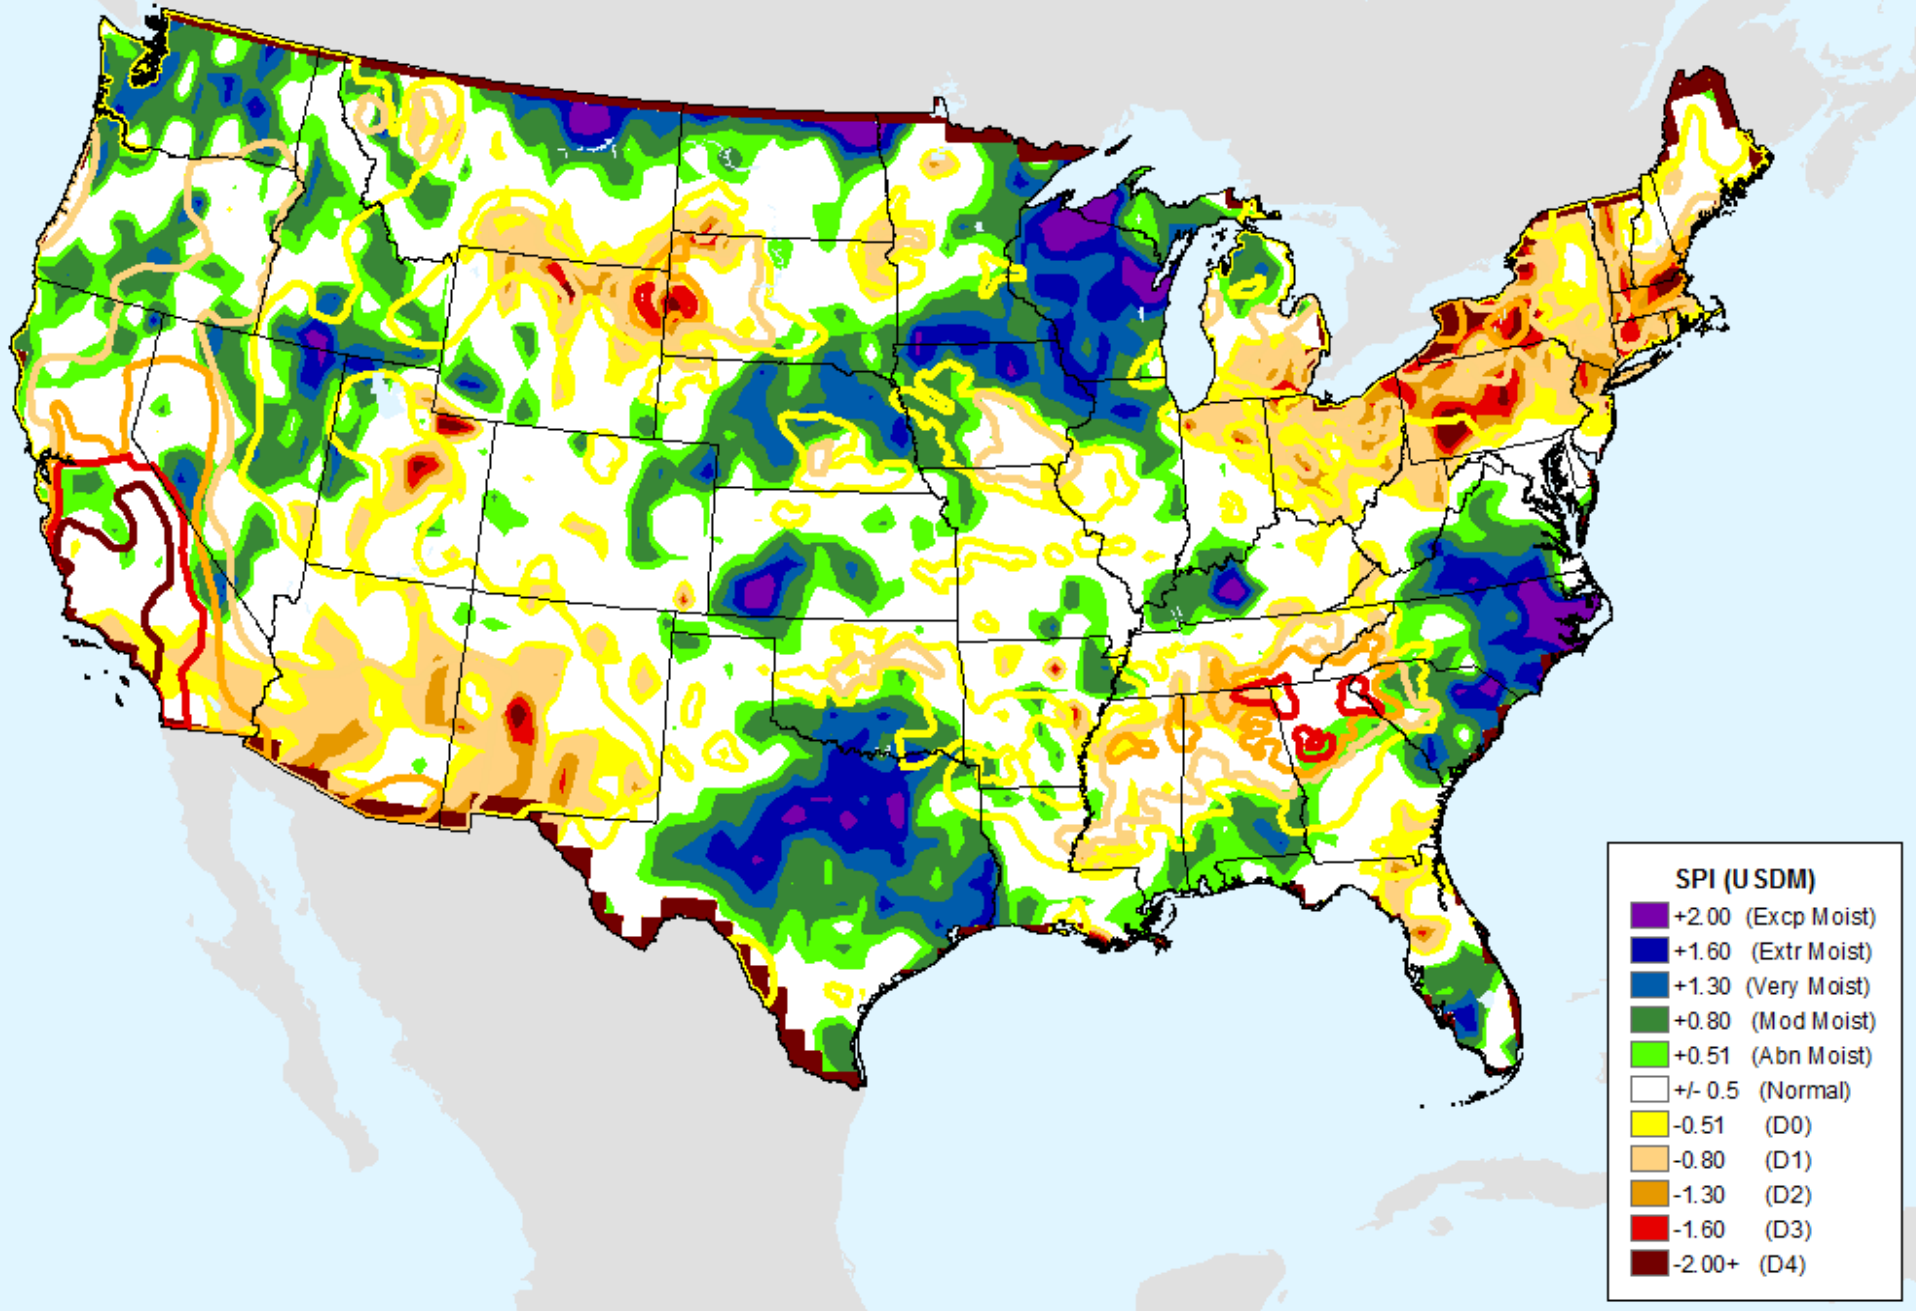 SPI (USDM)
+2.00 (Excp Moist)
+1.60 (Extr Moist)
+1.30 (Very Moist)
+0.80 (Mod Moist)
+0.51 (Abn Moist)
+/- 0.5 (Normal)
-0.51 (D0)
-0.80 (D1)
-1.30 (D2)
-1.60 (D3)
-2.00+ (D4)